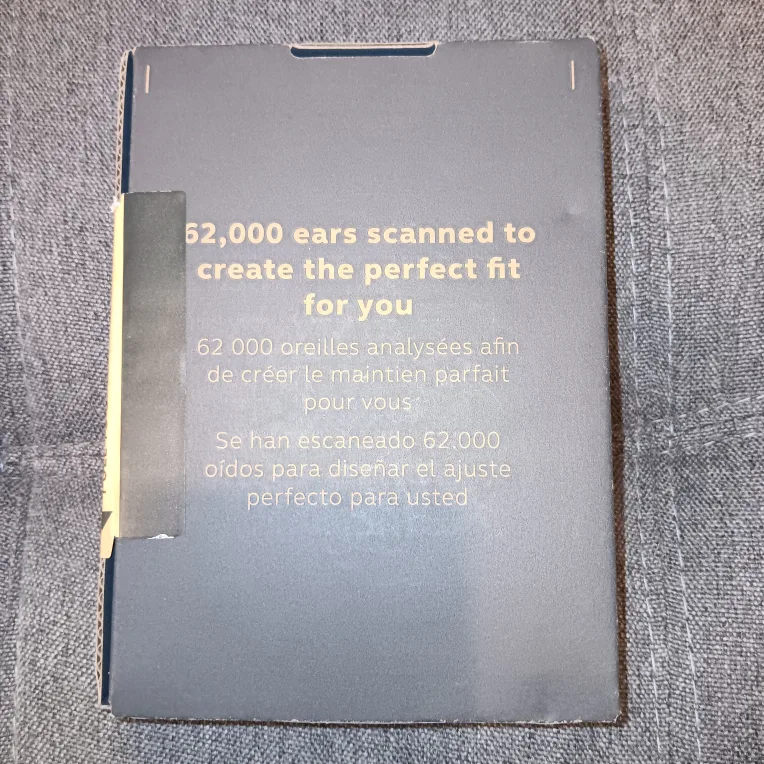 62,000 ears scanned to
create the perfect fit
for you
62 000 oreilles analysées afin
de créer le maintien parfait
pour vous
Se han escaneado 62.000
oídos para diseñar el ajuste
perfecto para usted